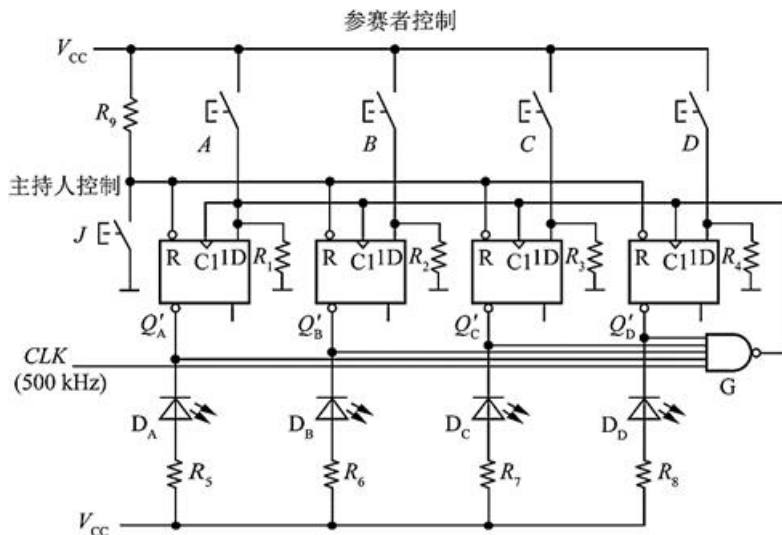 参赛者控制
V_CC
R_9
A
B
C
D
主持人控制
J
R C1 1D R_1
R C1 1D R_2
R C1 1D R_3
R C1 1D R_4
Q'_A
Q'_B
Q'_C
Q'_D
CLK
(500 kHz)
G
D_A
D_B
D_C
D_D
R_5
R_6
R_7
R_8
V_CC